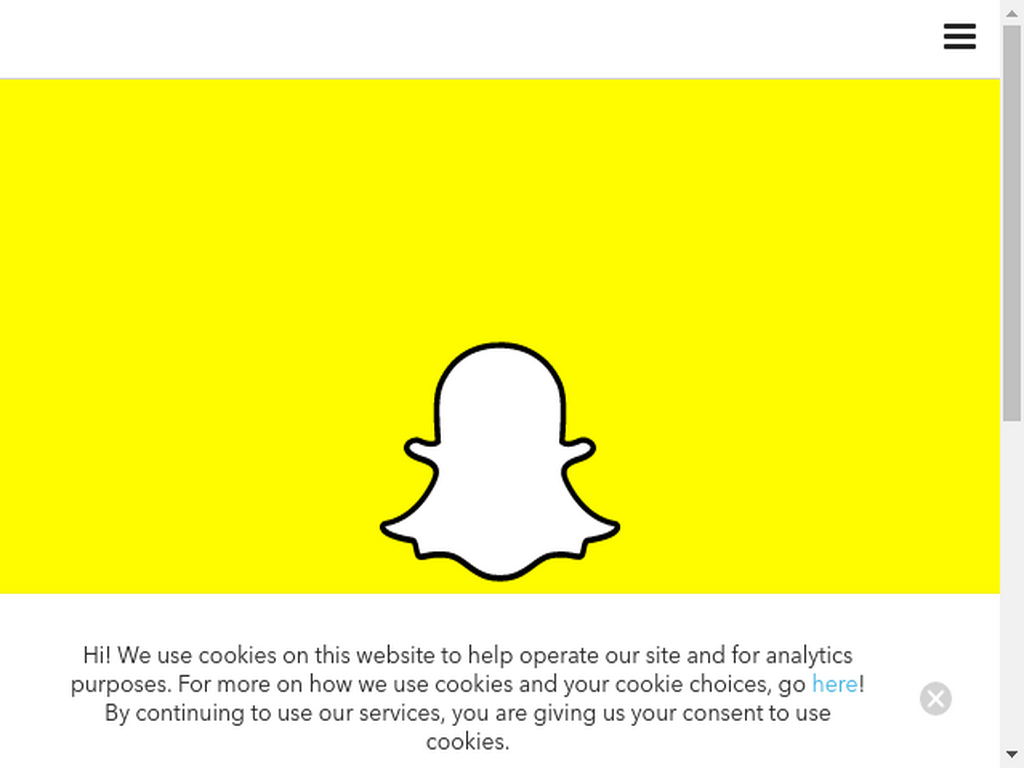 Hi! We use cookies on this website to help operate our site and for analytics
purposes. For more on how we use cookies and your cookie choices, go here!
By continuing to use our services, you are giving us your consent to use
cookies.